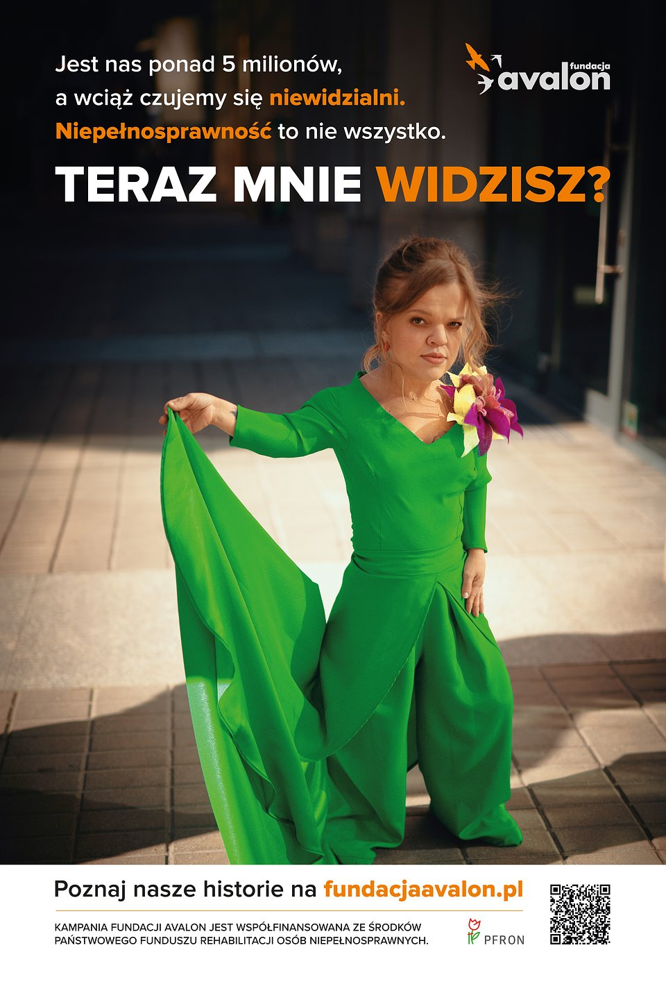 Jest nas ponad 5 milionów,
a wciąż czujemy się niewidzialni.
Niepełnosprawność to nie wszystko.
fundacja
avalon
TERAZ MNIE WIDZISZ?
Poznaj nasze historie na fundacjaavalon.pl
KAMPANIA FUNDACJI AVALON JEST WSPÓŁFINANSOWANA ZE ŚRODKÓW
PAŃSTWOWEGO FUNDUSZU REHABILITACJI OSÓB NIEPEŁNOSPRAWNYCH.
PFRON